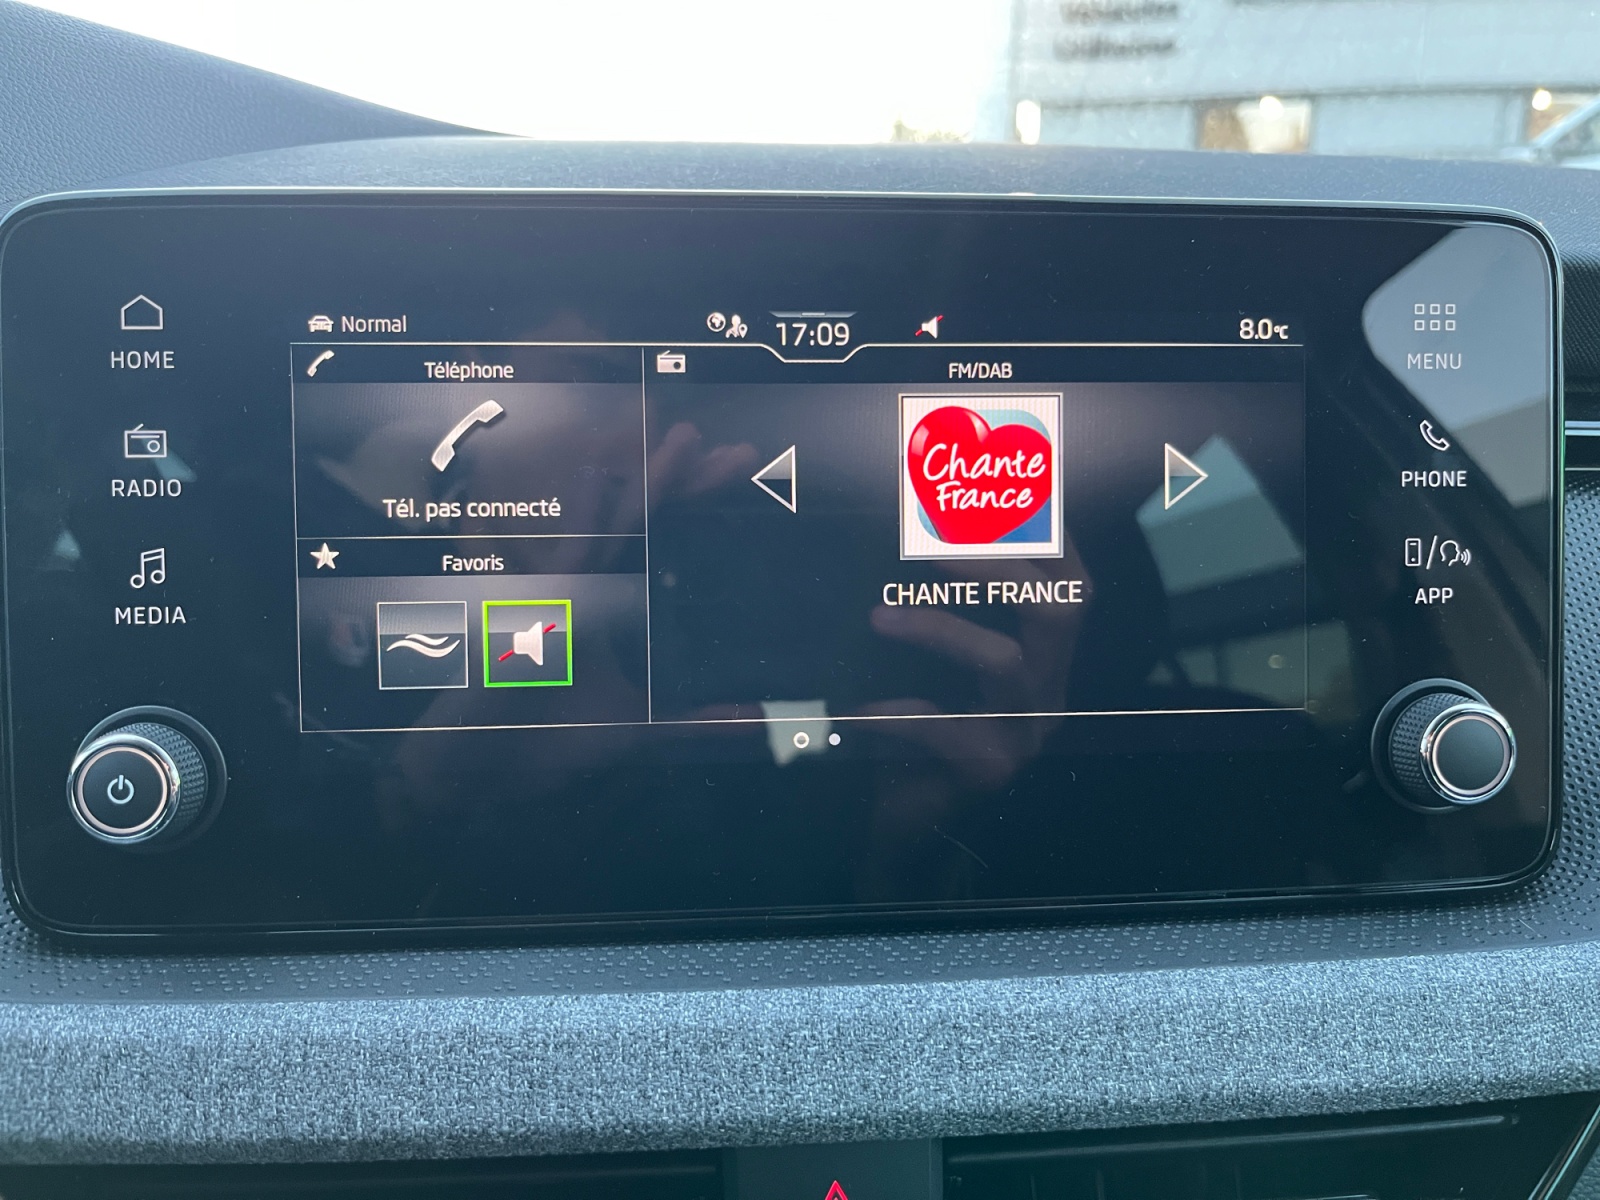 HOME
RADIO
MEDIA
Normal
17:09
8.0°C
Téléphone
Tél. pas connecté
Favoris
FM/DAB
Chante
France
CHANTE FRANCE
MENU
PHONE
APP